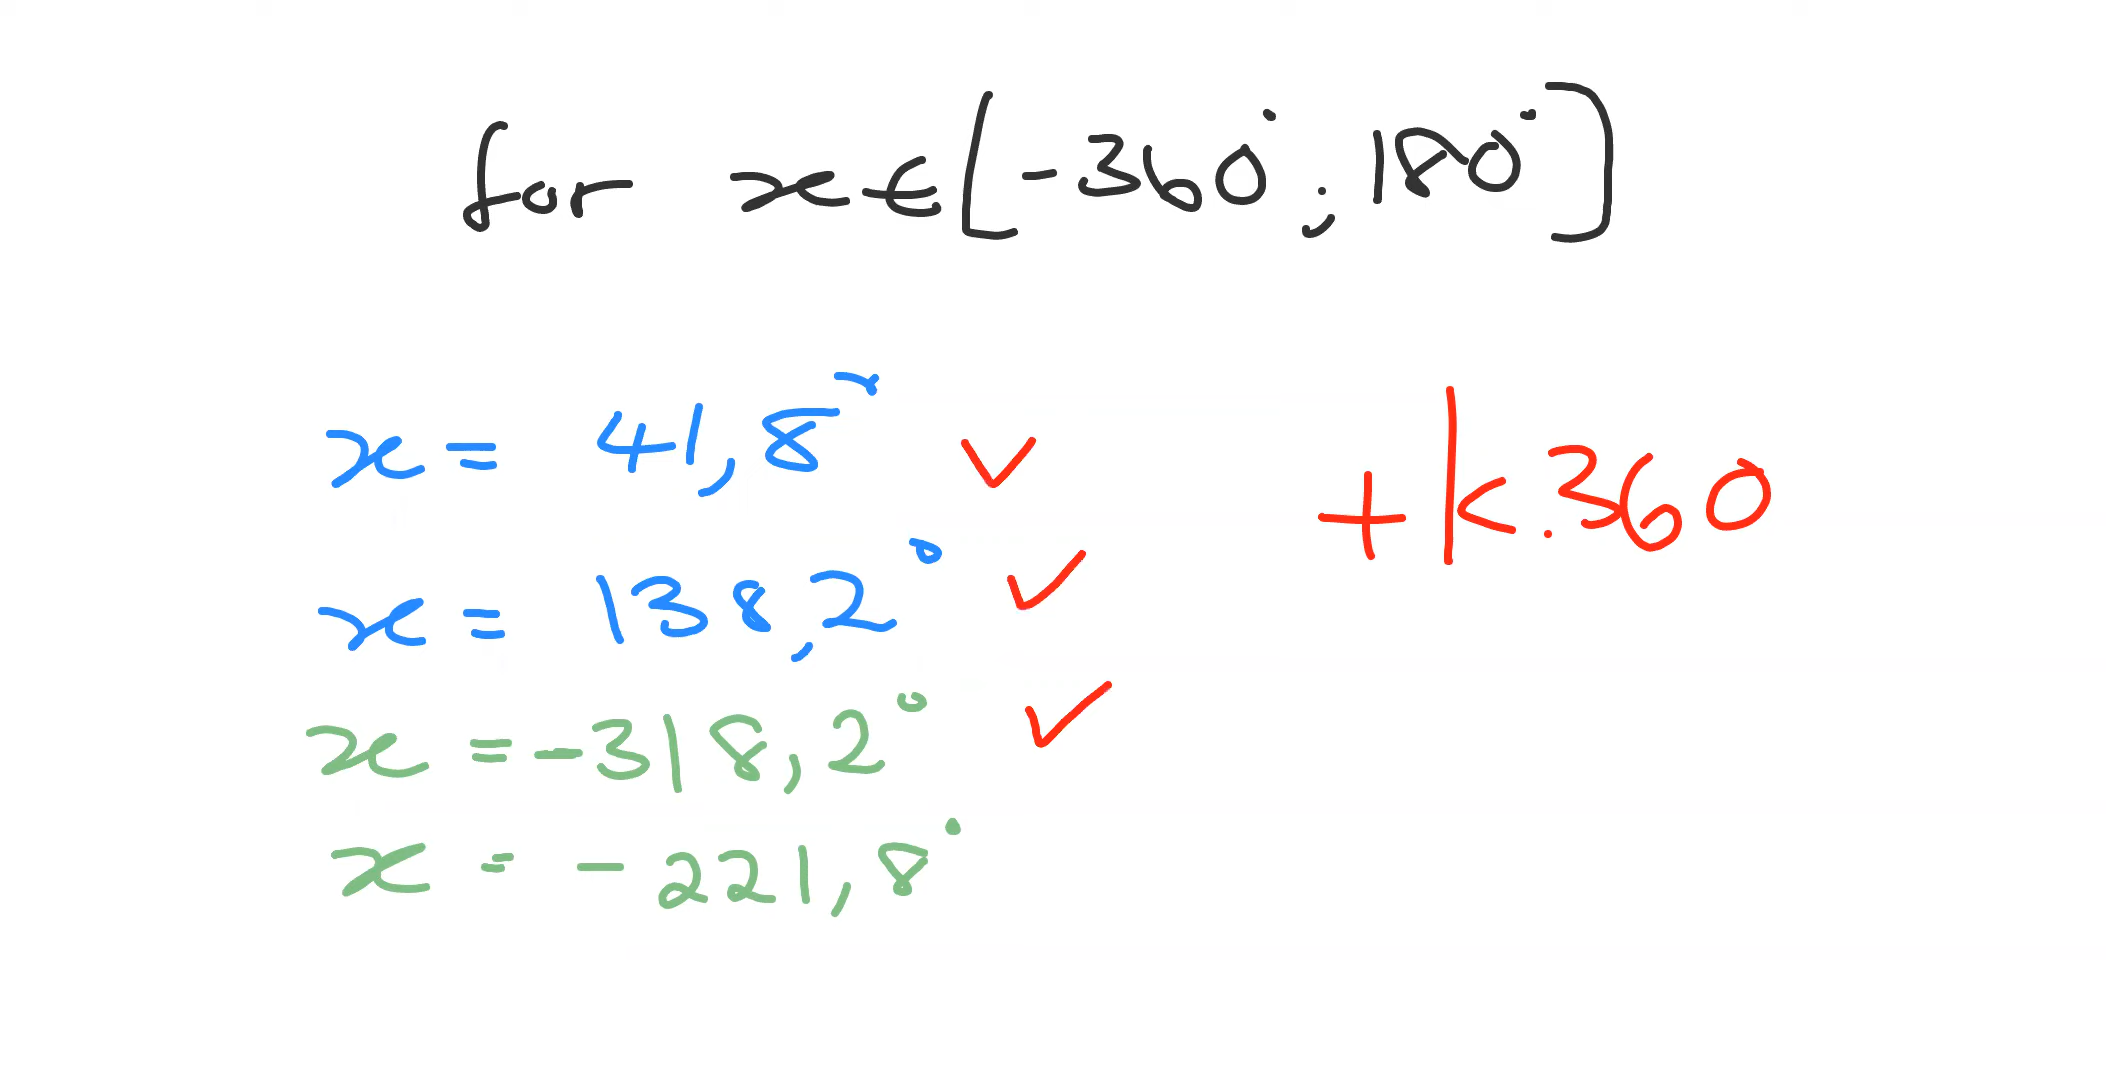 for x ∈ [-360°; 180°]
x = 41,8° ✓
+ k.360
x = 138,2° ✓
x = -318,2° ✓
x = -221,8°